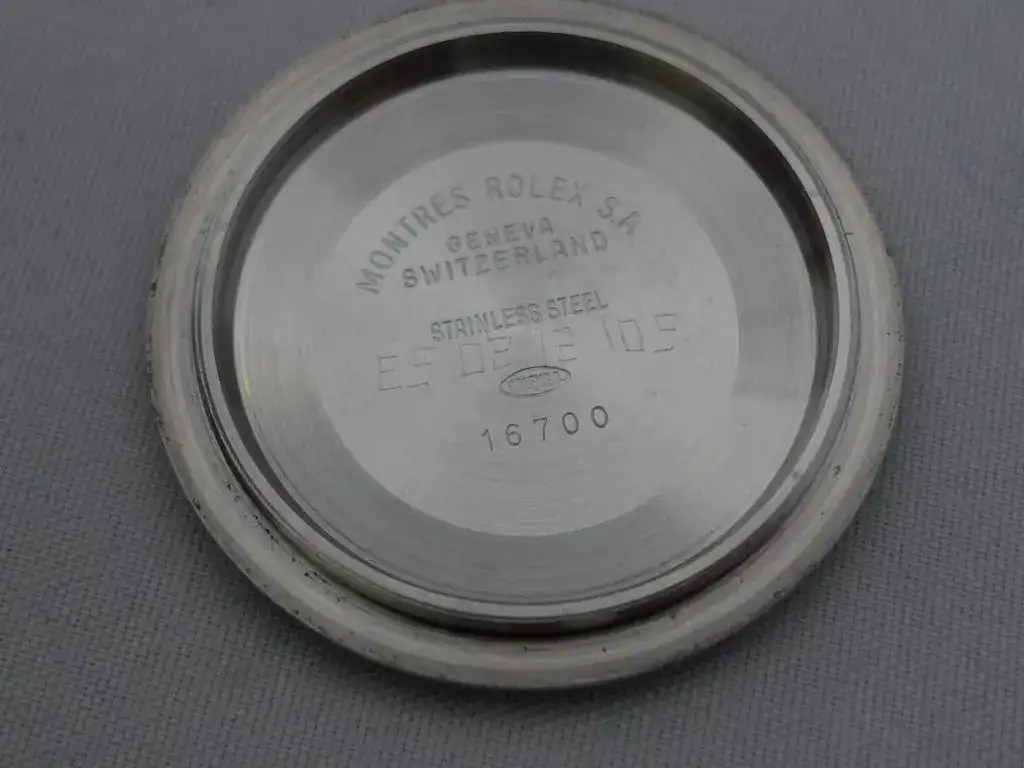 MONTRES ROLEX S.A
GENEVA
SWITZERLAND
STAINLESS STEEL
16700